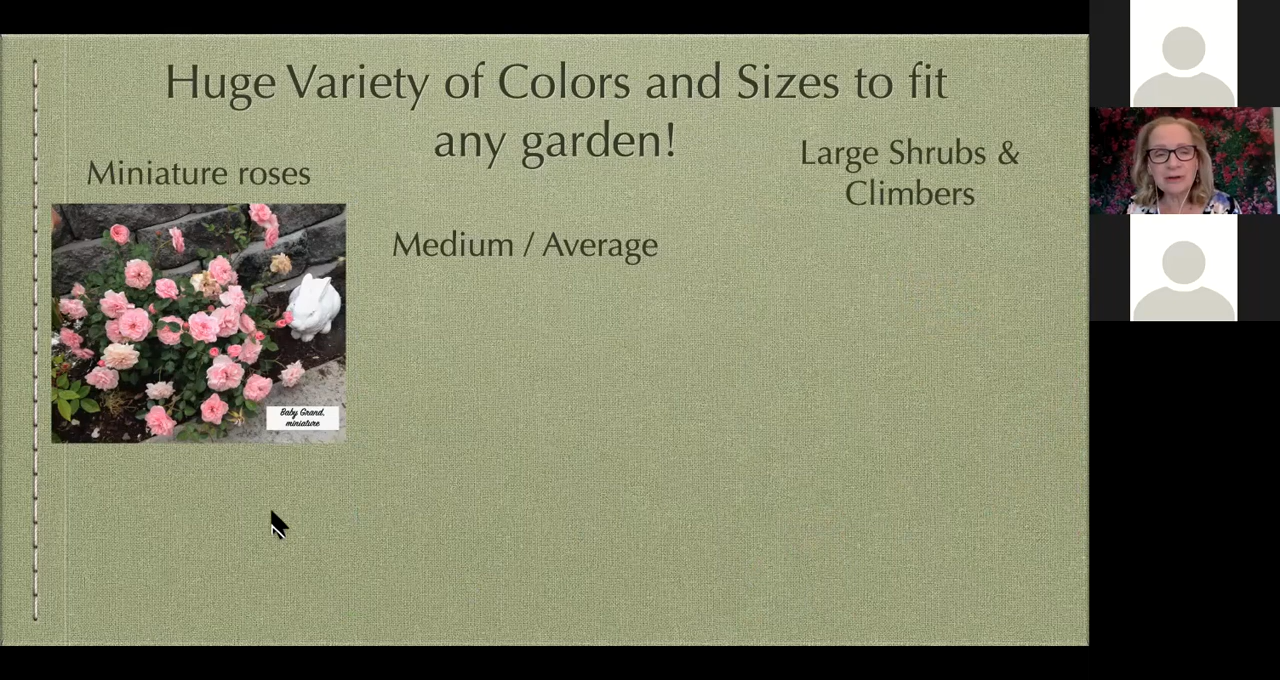 Huge Variety of Colors and Sizes to fit
any garden!
Miniature roses
Medium / Average
Large Shrubs &
Climbers
Baby Grand,
miniature